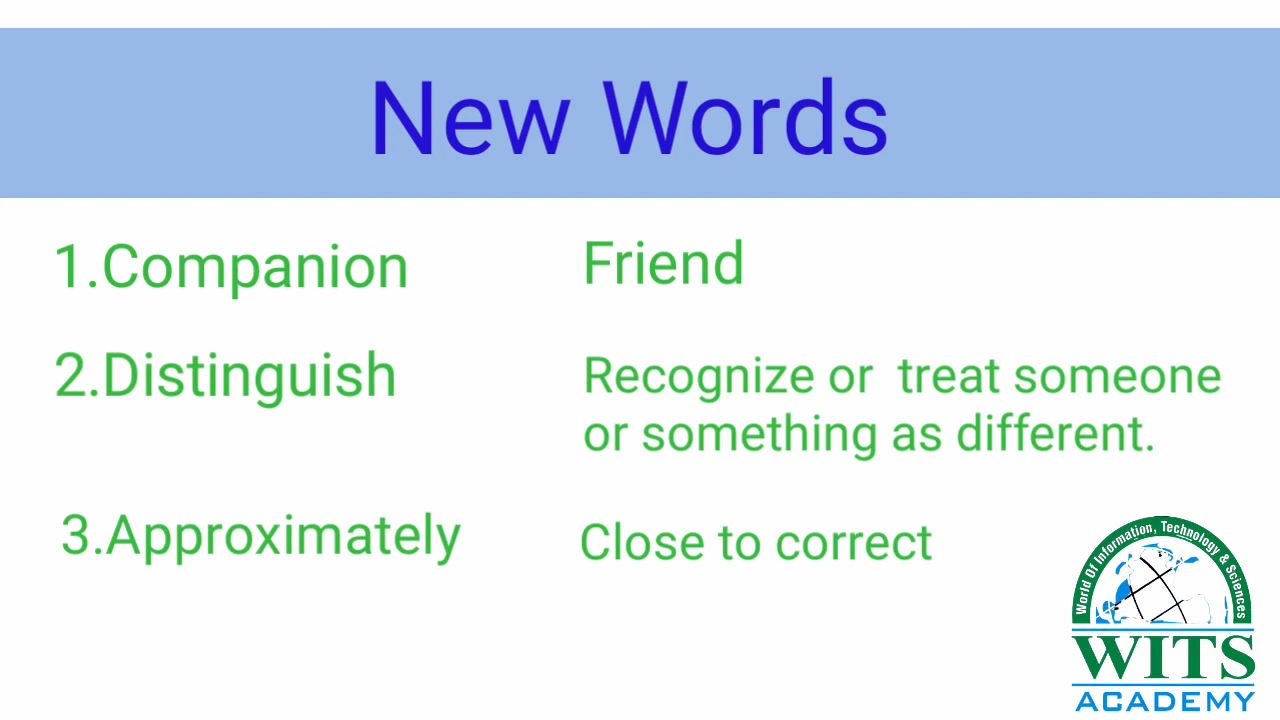 New Words
1.Companion Friend
2.Distinguish Recognize or treat someone
or something as different.
3.Approximately Close to correct
World Of Information, Technology & Sciences
WITS
ACADEMY